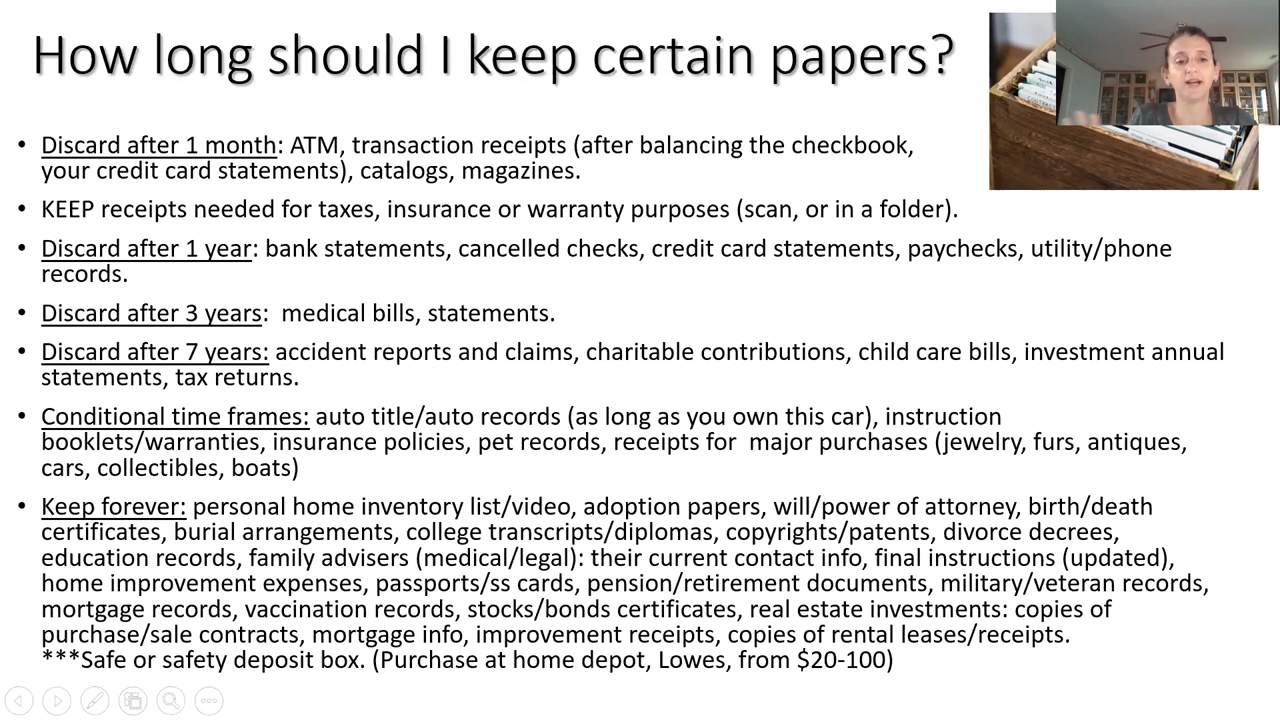 How long should I keep certain papers?
• Discard after 1 month: ATM, transaction receipts (after balancing the checkbook,
your credit card statements), catalogs, magazines.
• KEEP receipts needed for taxes, insurance or warranty purposes (scan, or in a folder).
• Discard after 1 year: bank statements, cancelled checks, credit card statements, paychecks, utility/phone
records.
• Discard after 3 years:  medical bills, statements.
• Discard after 7 years: accident reports and claims, charitable contributions, child care bills, investment annual
statements, tax returns.
• Conditional time frames: auto title/auto records (as long as you own this car), instruction
booklets/warranties, insurance policies, pet records, receipts for  major purchases (jewelry, furs, antiques,
cars, collectibles, boats)
• Keep forever: personal home inventory list/video, adoption papers, will/power of attorney, birth/death
certificates, burial arrangements, college transcripts/diplomas, copyrights/patents, divorce decrees,
education records, family advisers (medical/legal): their current contact info, final instructions (updated),
home improvement expenses, passports/ss cards, pension/retirement documents, military/veteran records,
mortgage records, vaccination records, stocks/bonds certificates, real estate investments: copies of
purchase/sale contracts, mortgage info, improvement receipts, copies of rental leases/receipts.
***Safe or safety deposit box. (Purchase at home depot, Lowes, from $20-100)